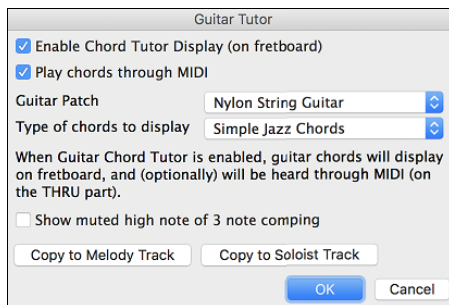 Guitar Tutor
Enable Chord Tutor Display (on fretboard)
Play chords through MIDI
Guitar Patch Nylon String Guitar
Type of chords to display Simple Jazz Chords
When Guitar Chord Tutor is enabled, guitar chords will display
on fretboard, and (optionally) will be heard through MIDI (on
the THRU part).
Show muted high note of 3 note comping
Copy to Melody Track Copy to Soloist Track
OK Cancel